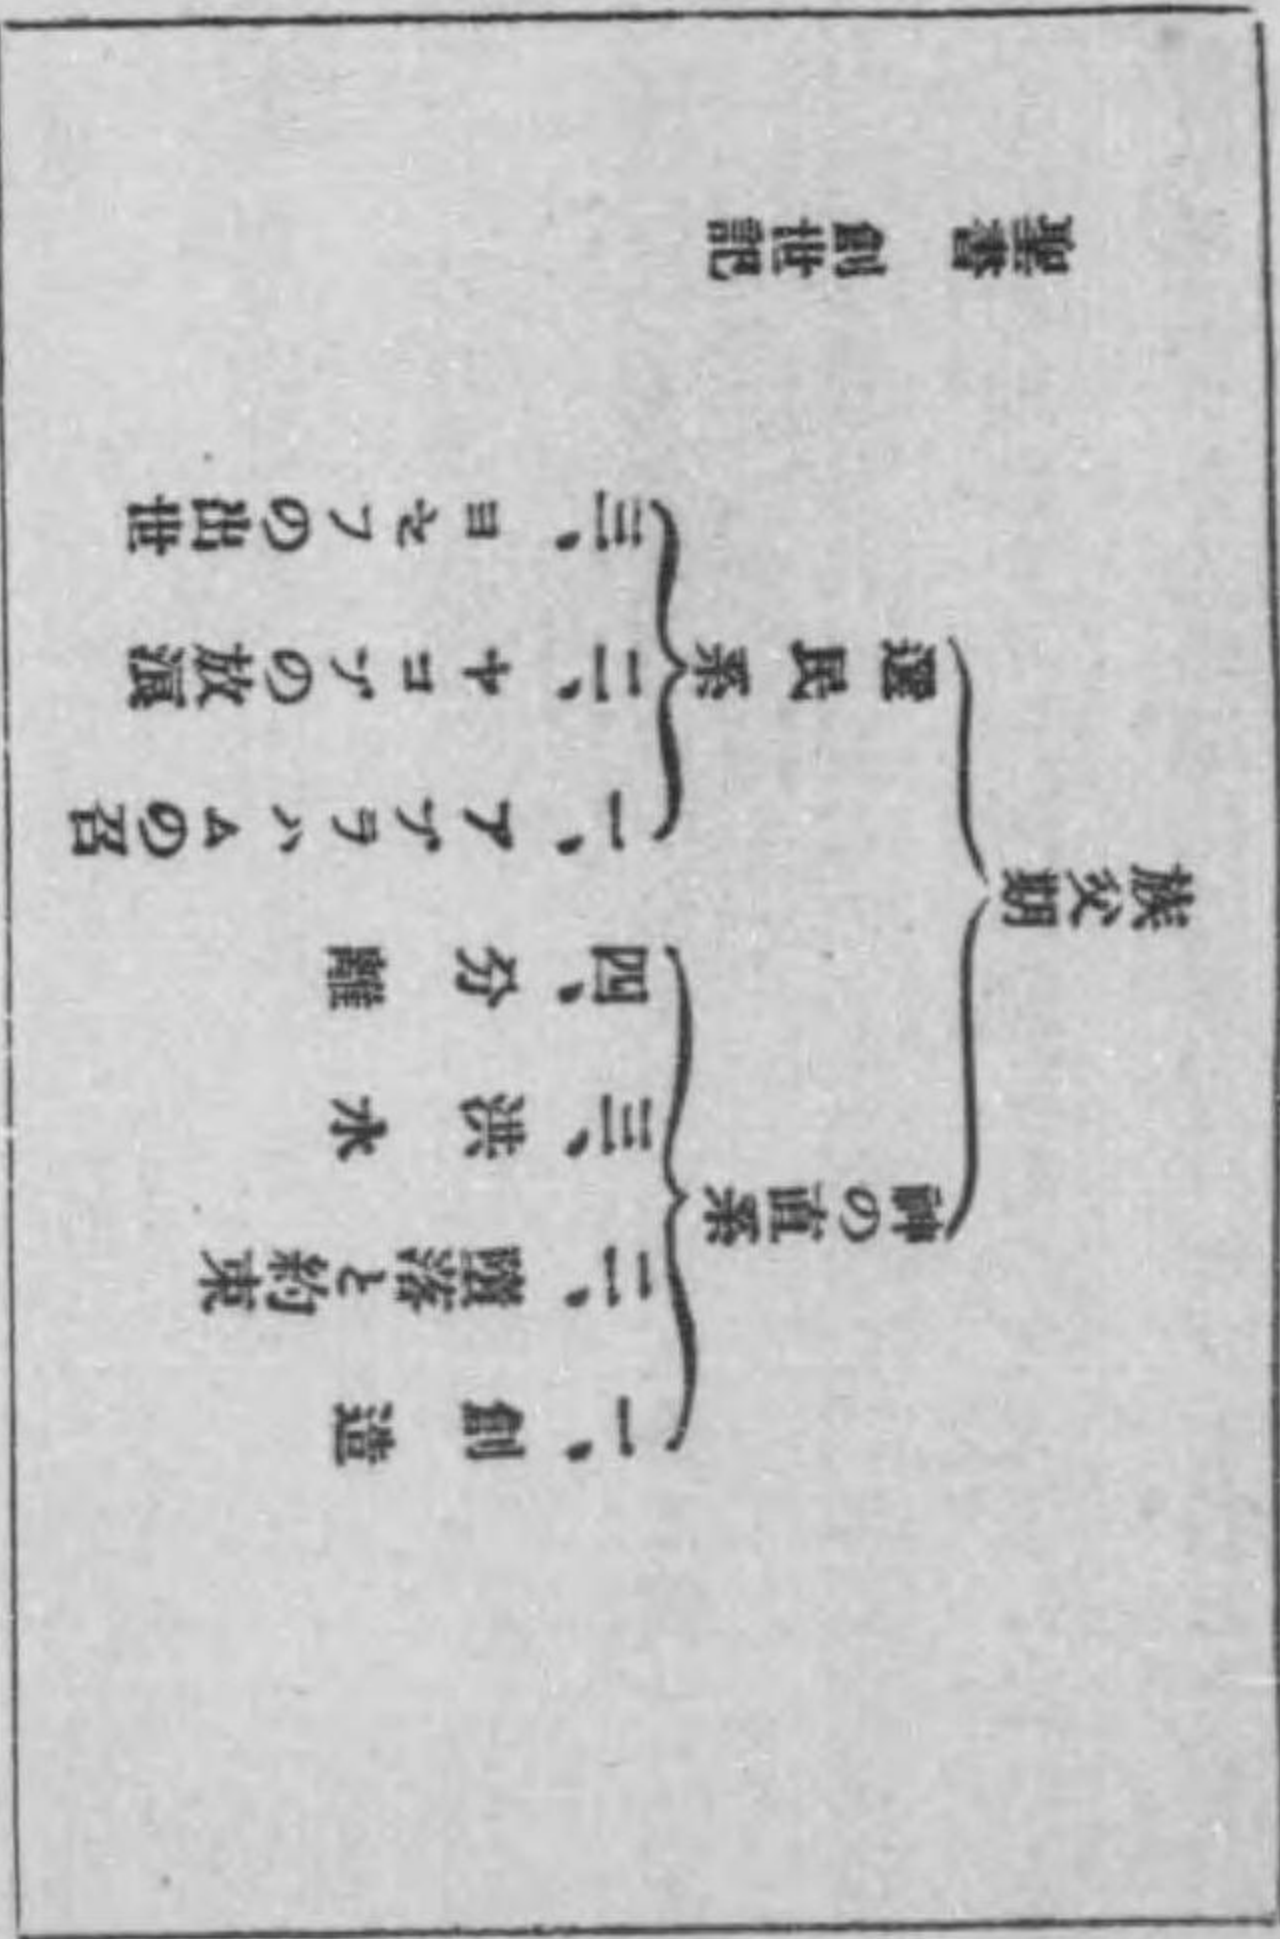 族父期
神の直系
一、創造
二、墮落と約束
三、洪水
四、分離
選民系
一、アブラハムの召
二、ヤコブの放
三、ヨセフの出世
聖書 創世記